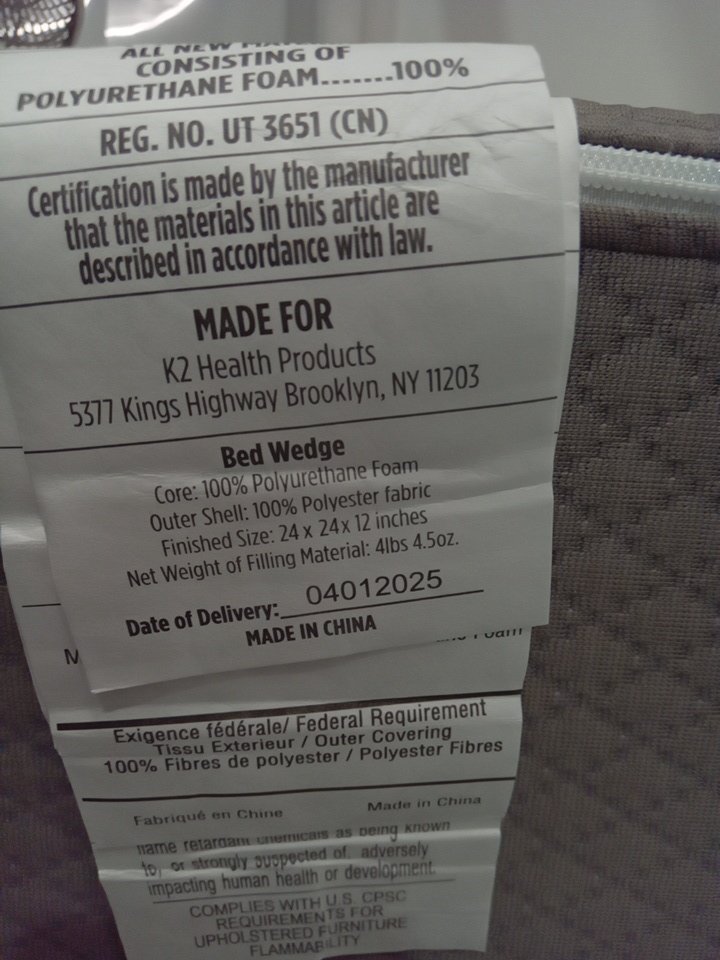 ALL NEW
CONSISTING OF
POLYURETHANE FOAM.......100%
REG. NO. UT 3651 (CN)
Certification is made by the manufacturer
that the materials in this article are
described in accordance with law.
MADE FOR
K2 Health Products
5377 Kings Highway Brooklyn, NY 11203
Bed Wedge
Core: 100% Polyurethane Foam
Outer Shell: 100% Polyester fabric
Finished Size: 24 x 24x 12 inches
Net Weight of Filling Material: 4lbs 4.5oz.
Date of Delivery: 04012025
MADE IN CHINA
Exigence fédérale/ Federal Requirement
Tissu Exterieur / Outer Covering
100% Fibres de polyester / Polyester Fibres
Fabriqué en Chine Made in China
retardant chemicals as being known
to, or strongly suspected of, adversely
impacting human health or development.
COMPLIES WITH U.S. CPSC
REQUIREMENTS FOR
UPHOLSTERED FURNITURE
FLAMMABILITY